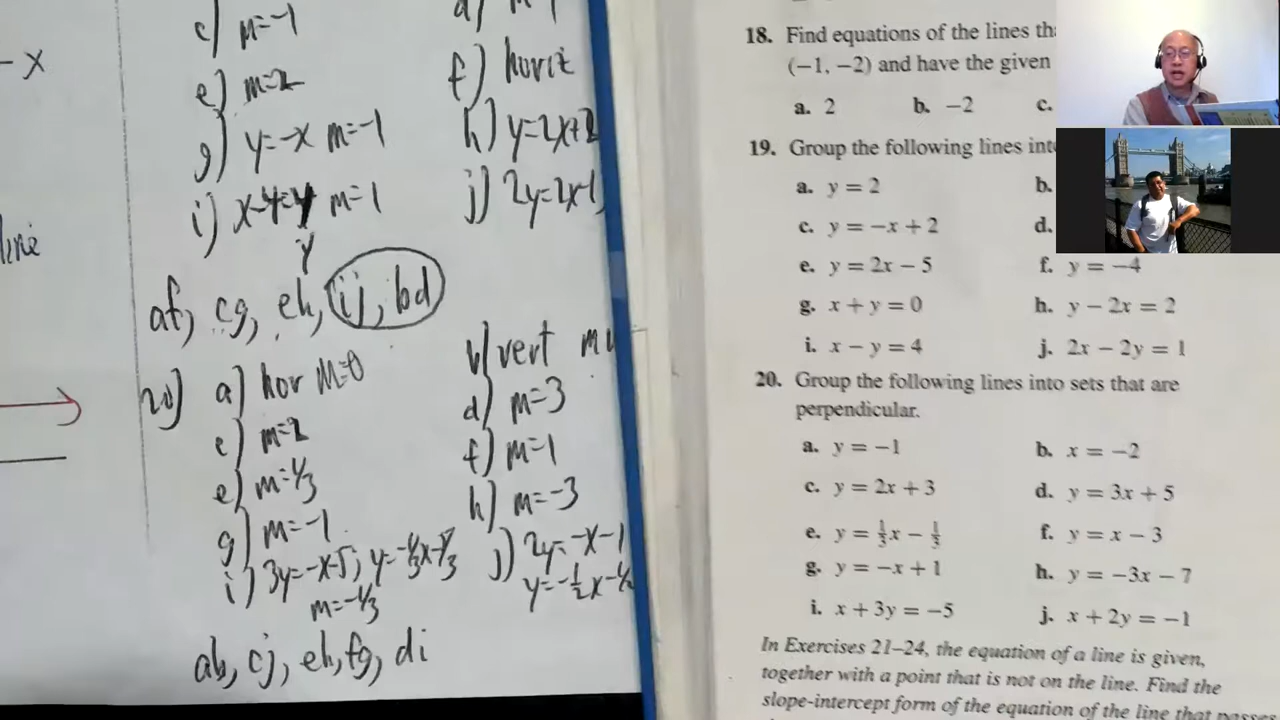 - x
line
c) m=-1
e) m=2
f) horiz
g) y=-x m=-1
h) y=2x+2
i) x-4=y m=1
y
j) 2y=2x-1
af, cg, eh, ij, bd
20) a) hor m=0
b) vert
c) m=2
d) m=3
e) m=1/3
f) m=1
g) m=-1
h) m=-3
i) 3y=-x-5; y=-1/3x-5/3
m=-1/3
j) 2y=-x-1
y=-1/2x-1/2
ab, cj, eh, fg, di
18. Find equations of the lines
(−1, −2) and have the given
a. 2 b. −2 c.
19. Group the following lines
a. y = 2 b.
c. y = −x + 2 d.
e. y = 2x − 5 f. y = −4
g. x + y = 0 h. y − 2x = 2
i. x − y = 4 j. 2x − 2y = 1
20. Group the following lines into sets that are
perpendicular.
a. y = −1 b. x = −2
c. y = 2x + 3 d. y = 3x + 5
e. y = 1/3x − 1/3 f. y = x − 3
g. y = −x + 1 h. y = −3x − 7
i. x + 3y = −5 j. x + 2y = −1
In Exercises 21–24, the equation of a line is given,
together with a point that is not on the line. Find the
slope-intercept form of the equation of the line that